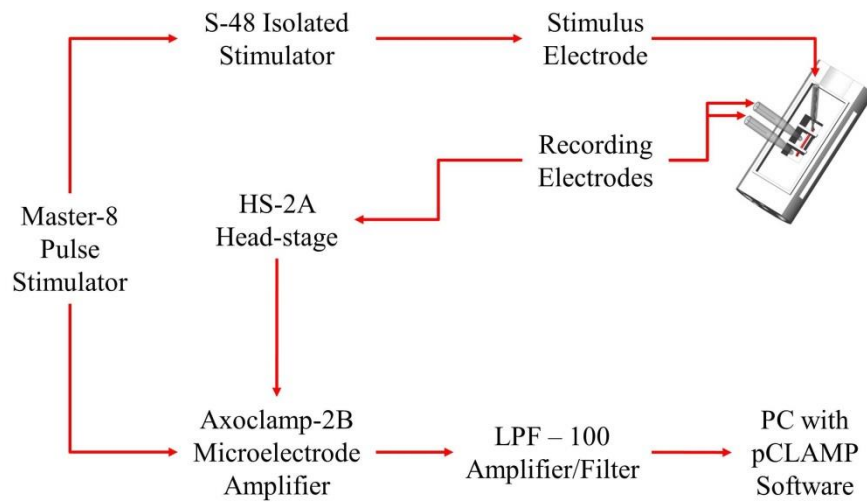 S-48 Isolated
Stimulator
Stimulus
Electrode
Recording
Electrodes
HS-2A
Head-stage
Master-8
Pulse
Stimulator
Axoclamp-2B
Microelectrode
Amplifier
LPF – 100
Amplifier/Filter
PC with
pCLAMP
Software